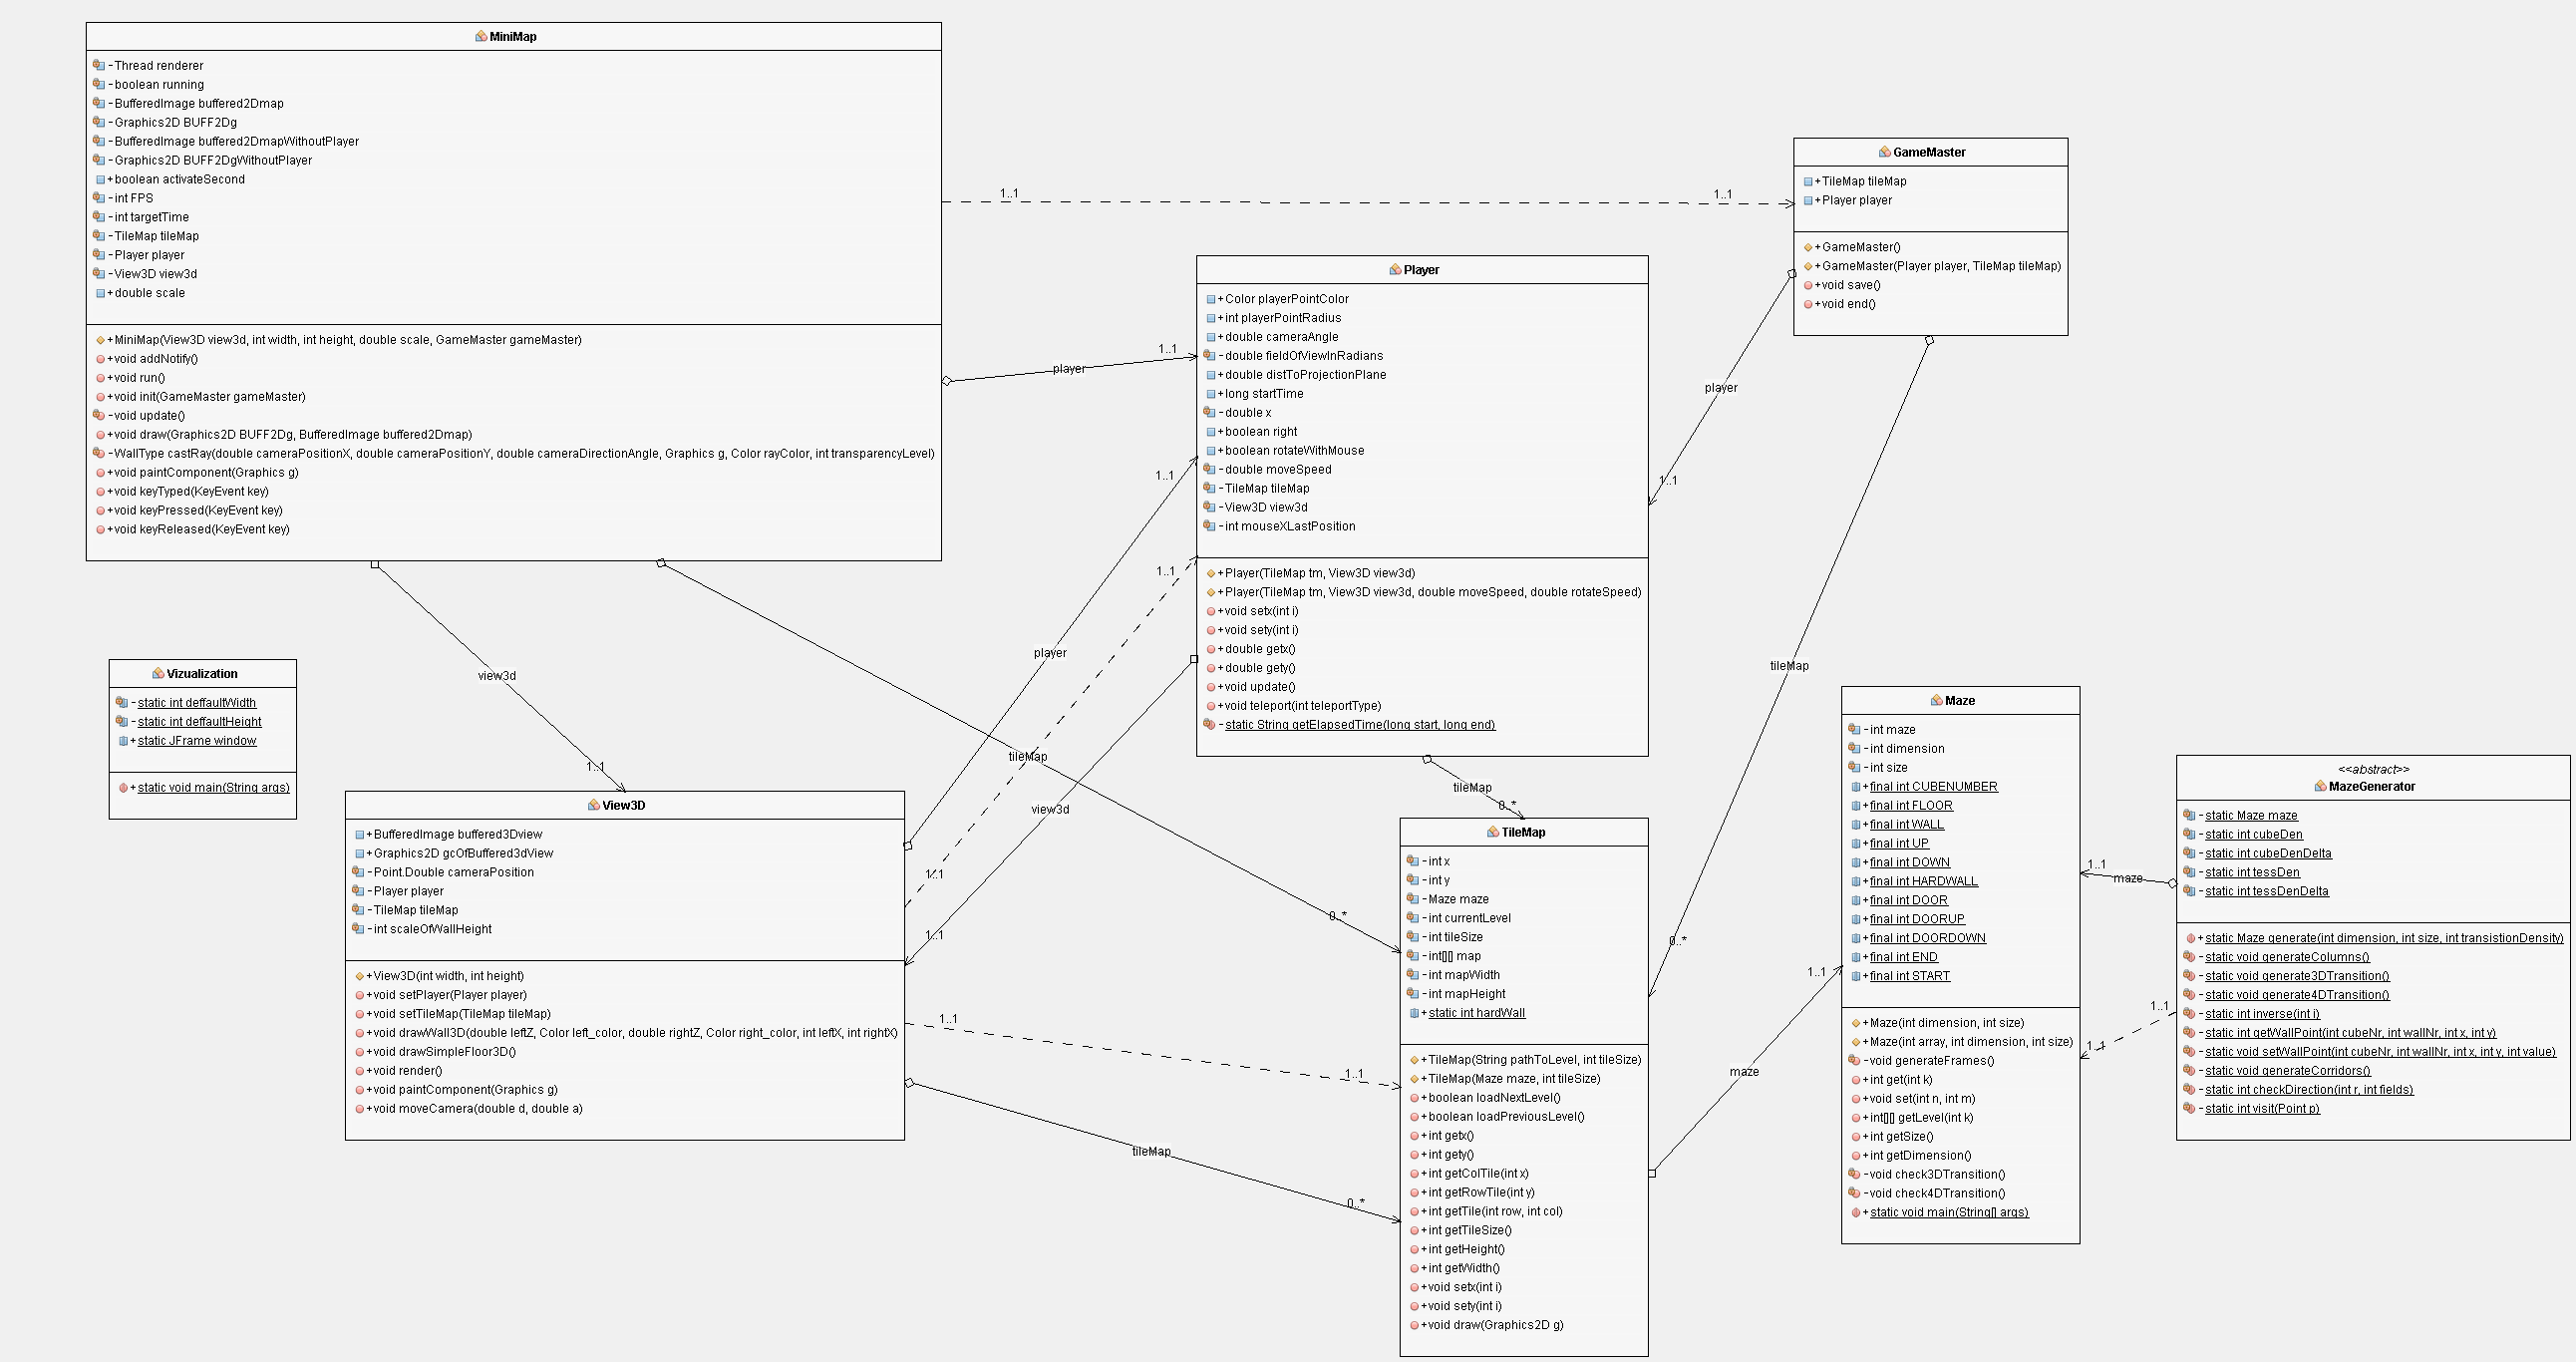 MiniMap
-Thread renderer
-boolean running
-BufferedImage buffered2Dmap
-Graphics2D BUFF2Dg
-BufferedImage buffered2DmapWithoutPlayer
-Graphics2D BUFF2DgWithoutPlayer
+boolean activateSecond
-int FPS
-int targetTime
-TileMap tileMap
-Player player
-View3D view3d
+double scale
+MiniMap(View3D view3d, int width, int height, double scale, GameMaster gameMaster)
+void addNotify()
+void run()
+void init(GameMaster gameMaster)
-void update()
+void draw(Graphics2D BUFF2Dg, BufferedImage buffered2Dmap)
-WallType castRay(double cameraPositionX, double cameraPositionY, double cameraDirectionAngle, Graphics g, Color rayColor, int transparencyLevel)
+void paintComponent(Graphics g)
+void keyTyped(KeyEvent key)
+void keyPressed(KeyEvent key)
+void keyReleased(KeyEvent key)
1..1
1..1
GameMaster
+TileMap tileMap
+Player player
+GameMaster()
+GameMaster(Player player, TileMap tileMap)
+void save()
+void end()
Player
+Color playerPointColor
+int playerPointRadius
+double cameraAngle
-double fieldOfViewInRadians
+double distToProjectionPlane
+long startTime
-double x
+boolean right
+boolean rotateWithMouse
-double moveSpeed
-TileMap tileMap
-View3D view3d
-int mouseXLastPosition
+Player(TileMap tm, View3D view3d)
+Player(TileMap tm, View3D view3d, double moveSpeed, double rotateSpeed)
+void setx(int i)
+void sety(int i)
+double getx()
+double gety()
+void update()
+void teleport(int teleportType)
-static String getElapsedTime(long start, long end)
player
1..1
player
1..1
1..1
1..1
player
view3d
1..1
tileMap
0..*
1..1
view3d
1..1
tileMap
0..*
tileMap
0..*
Vizualization
-static int deffaultWidth
-static int deffaultHeight
+static JFrame window
+static void main(String args)
View3D
+BufferedImage buffered3Dview
+Graphics2D gcOfBuffered3dView
-Point.Double cameraPosition
-Player player
-TileMap tileMap
-int scaleOfWallHeight
+View3D(int width, int height)
+void setPlayer(Player player)
+void setTileMap(TileMap tileMap)
+void drawWall3D(double leftZ, Color left_color, double rightZ, Color right_color, int leftX, int rightX)
+void drawSimpleFloor3D()
+void render()
+void paintComponent(Graphics g)
+void moveCamera(double d, double a)
1..1
1..1
tileMap
0..*
TileMap
-int x
-int y
-Maze maze
-int currentLevel
-int tileSize
-int[][] map
-int mapWidth
-int mapHeight
+static int hardWall
+TileMap(String pathToLevel, int tileSize)
+TileMap(Maze maze, int tileSize)
+boolean loadNextLevel()
+boolean loadPreviousLevel()
+int getx()
+int gety()
+int getColTile(int x)
+int getRowTile(int y)
+int getTile(int row, int col)
+int getTileSize()
+int getHeight()
+int getWidth()
+void setx(int i)
+void sety(int i)
+void draw(Graphics2D g)
maze
1..1
Maze
-int maze
-int dimension
-int size
+final int CUBENUMBER
+final int FLOOR
+final int WALL
+final int UP
+final int DOWN
+final int HARDWALL
+final int DOOR
+final int DOORUP
+final int DOORDOWN
+final int END
+final int START
+Maze(int dimension, int size)
+Maze(int array, int dimension, int size)
-void generateFrames()
+int get(int k)
+void set(int n, int m)
+int[][] getLevel(int k)
+int getSize()
+int getDimension()
-void check3DTransition()
-void check4DTransition()
+static void main(String[] args)
1..1
maze
1..1
1..1
<<abstract>>
MazeGenerator
-static Maze maze
-static int cubeDen
-static int cubeDenDelta
-static int tessDen
-static int tessDenDelta
+static Maze generate(int dimension, int size, int transistionDensity)
-static void generateColumns()
-static void generate3DTransition()
-static void generate4DTransition()
-static int inverse(int i)
-static int getWallPoint(int cubeNr, int wallNr, int x, int y)
-static void setWallPoint(int cubeNr, int wallNr, int x, int y, int value)
-static void generateCorridors()
-static int checkDirection(int r, int fields)
-static int visit(Point p)